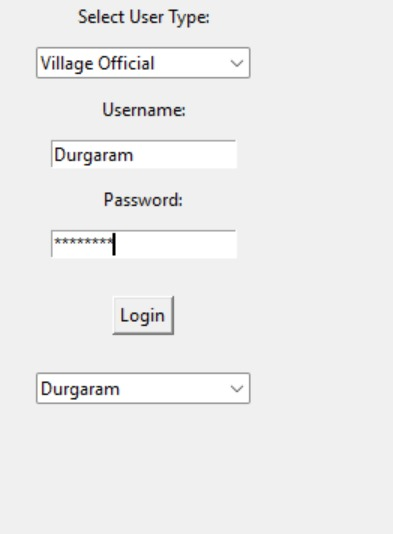 Select User Type:
Village Official
Username:
Durgaram
Password:
********
Login
Durgaram